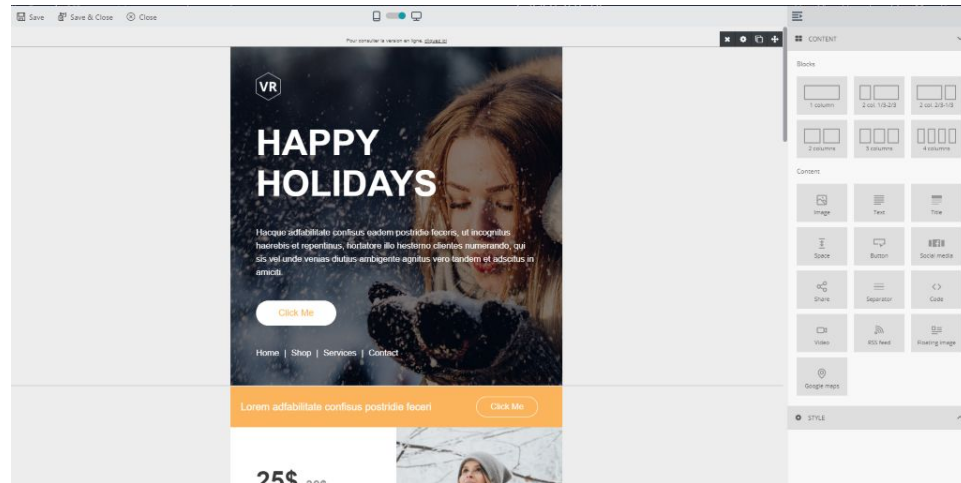 Save
Save & Close
Close
Pour consulter la version en ligne, cliquez ici
VR
HAPPY
HOLIDAYS
Hacque adfabilitate confisus eadem postridie feceris, ut incognitus
haerebis et repentinus, hortatore illo hesterno clientes numerando, qui
sis vel unde venias diutius ambigente agnitus vero tandem et adscitus in
amiciti.
Click Me
Home | Shop | Services | Contact
Lorem adfabilitate confisus postridie feceri
Click Me
25$
CONTENT
Blocks
1 column
2 col. 1/3-2/3
2 col. 2/3-1/3
2 columns
3 columns
4 columns
Content
Image
Text
Title
Space
Button
Social media
Share
Separator
Code
Video
RSS feed
Floating image
Google maps
STYLE